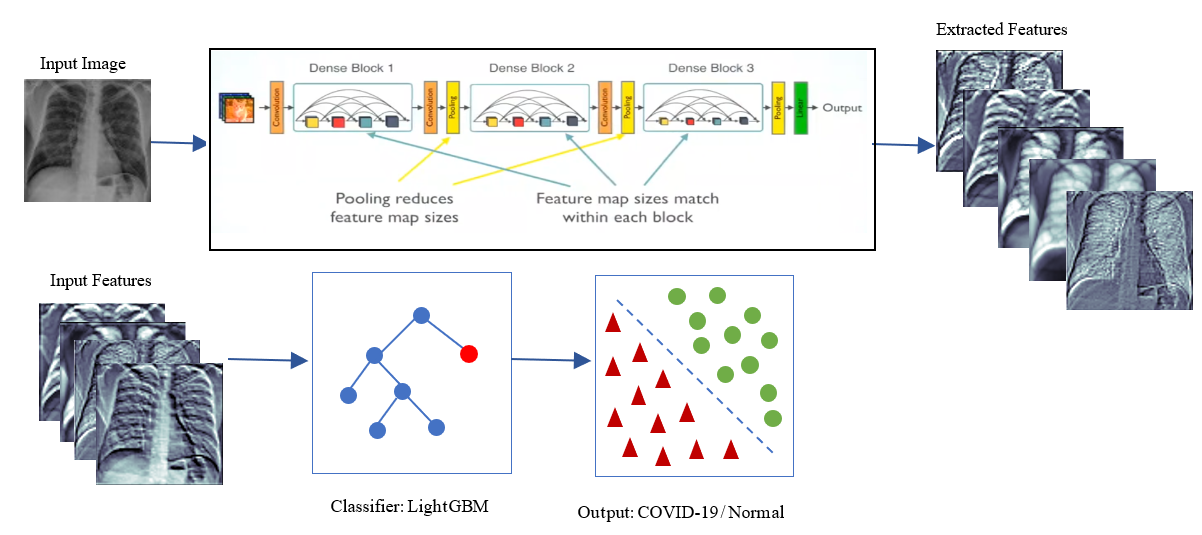 Extracted Features
Input Image
Dense Block 1
Dense Block 2
Dense Block 3
Convolution
Convolution
Pooling
Convolution
Pooling
Pooling
Linear
Output
Pooling reduces
feature map sizes
Feature map sizes match
within each block
Input Features
Classifier: LightGBM
Output: COVID-19/Normal